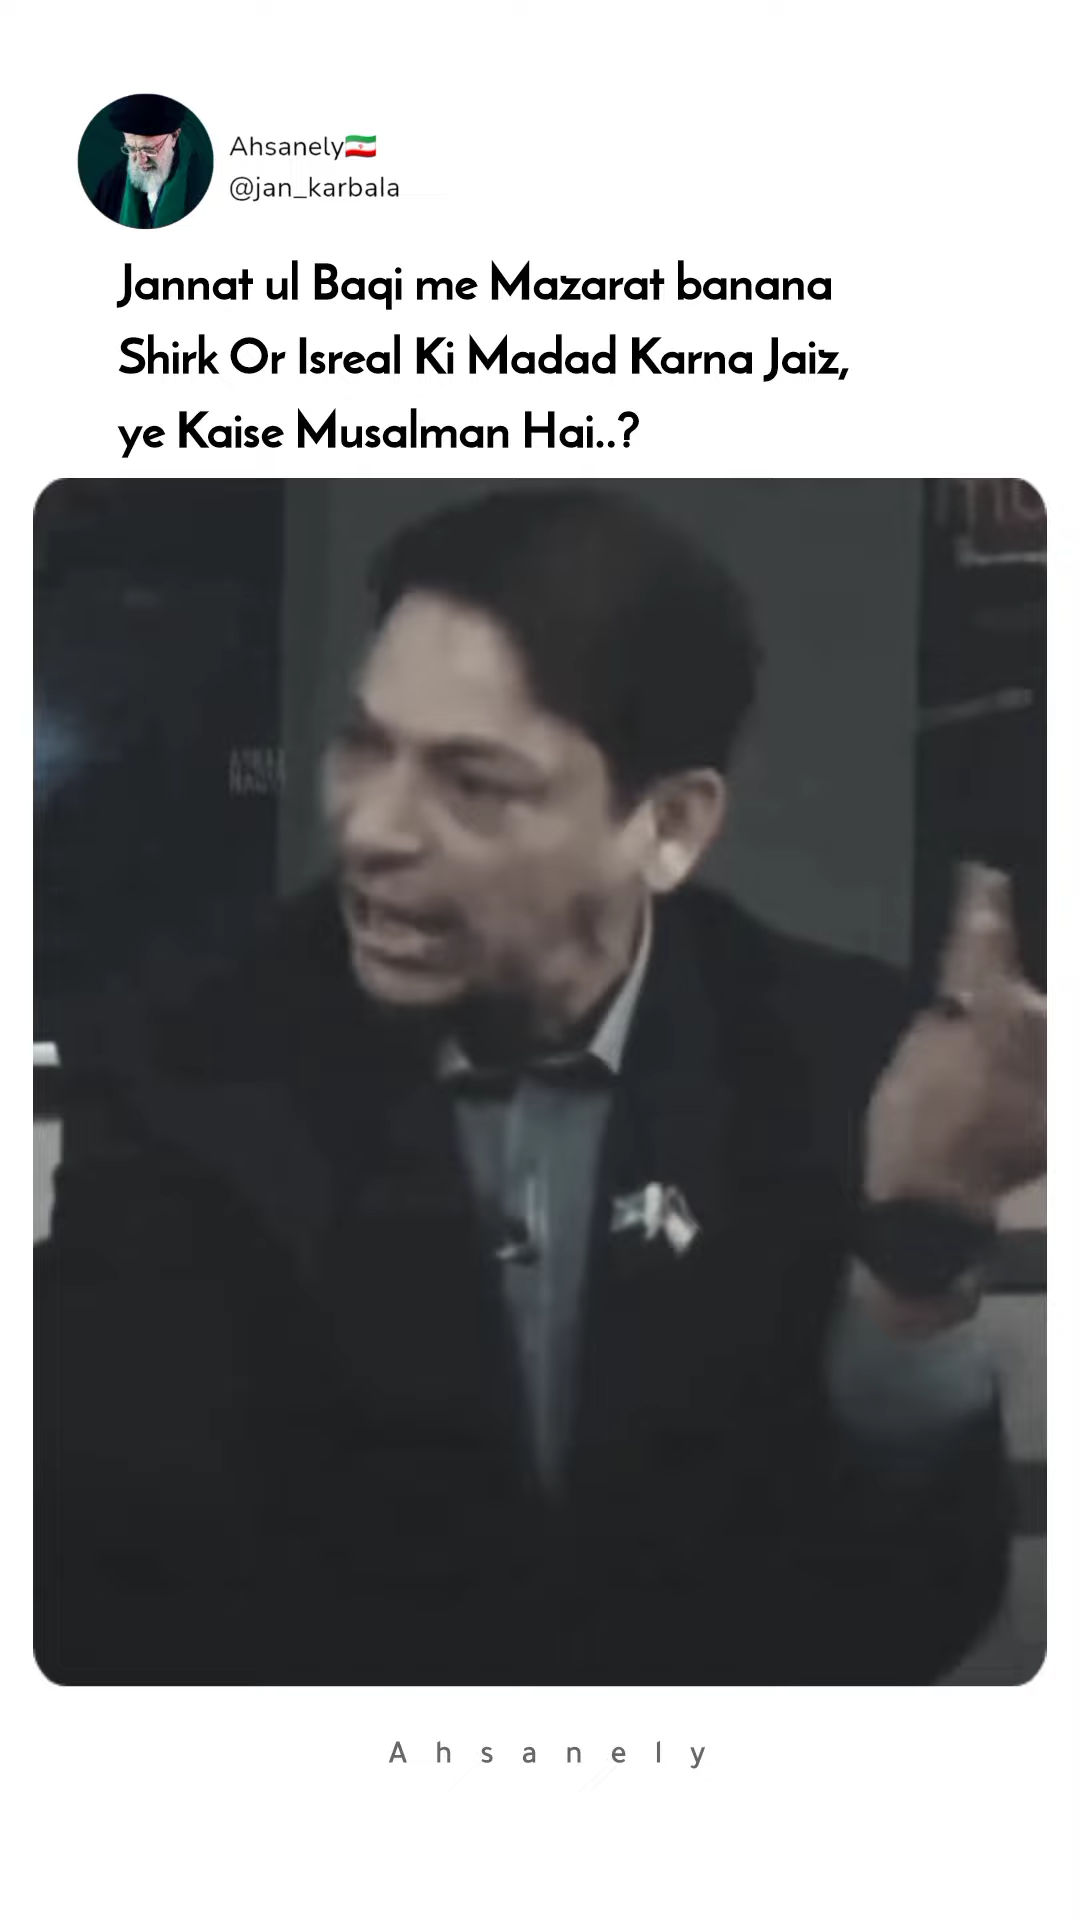 Ahsanely🇮🇷
@jan_karbala
Jannat ul Baqi me Mazarat banana
Shirk Or Isreal Ki Madad Karna Jaiz,
ye Kaise Musalman Hai..?
Ahsanely